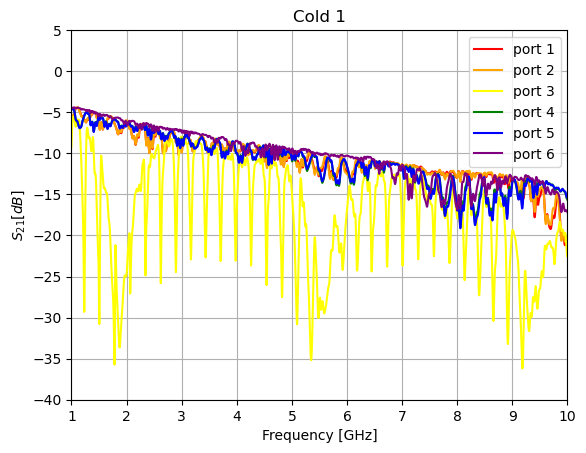 Cold 1
5
0
−5
−10
−15
−20
−25
−30
−35
−40
S21[dB]
port 1
port 2
port 3
port 4
port 5
port 6
1 2 3 4 5 6 7 8 9 10
Frequency [GHz]